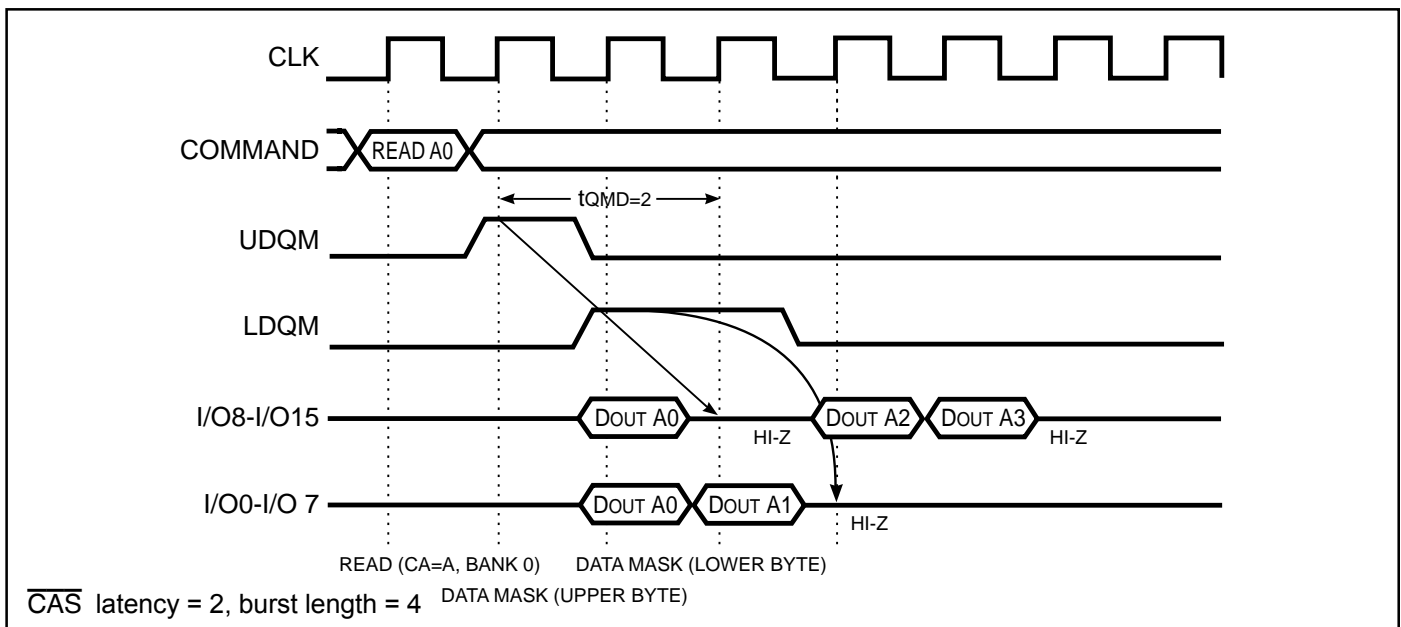 CLK
COMMAND READ A0
tQMD=2
UDQM
LDQM
I/O8-I/O15 DOUT A0 HI-Z DOUT A2 DOUT A3 HI-Z
I/O0-I/O 7 DOUT A0 DOUT A1 HI-Z
READ (CA=A, BANK 0) DATA MASK (LOWER BYTE)
CAS latency = 2, burst length = 4 DATA MASK (UPPER BYTE)